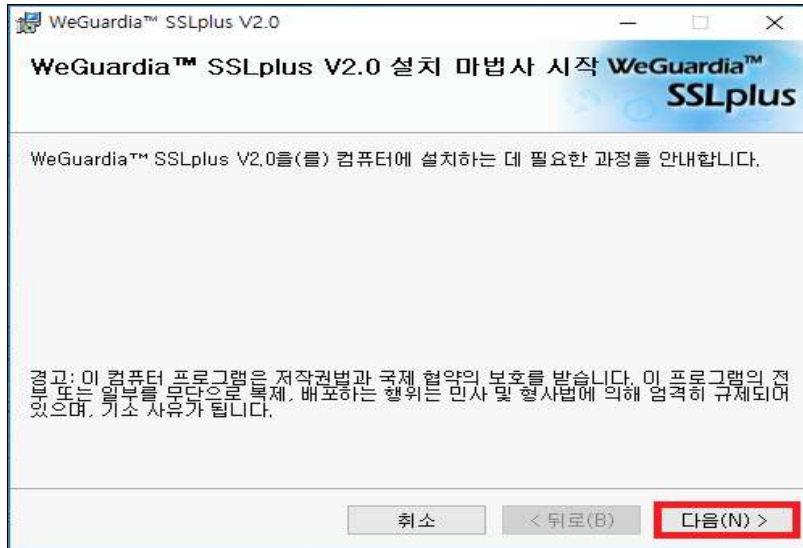 WeGuardia™ SSLplus V2.0
WeGuardia™ SSLplus V2.0 설치 마법사 시작
WeGuardia™
SSLplus
WeGuardia™ SSLplus V2.0을(를) 컴퓨터에 설치하는 데 필요한 과정을 안내합니다.
경고: 이 컴퓨터 프로그램은 저작권법과 국제 협약의 보호를 받습니다. 이 프로그램의 전
부 또는 일부를 무단으로 복제, 배포하는 행위는 민사 및 형사법에 의해 엄격히 규제되어
있으며, 기소 사유가 됩니다.
취소
< 뒤로(B)
다음(N) >